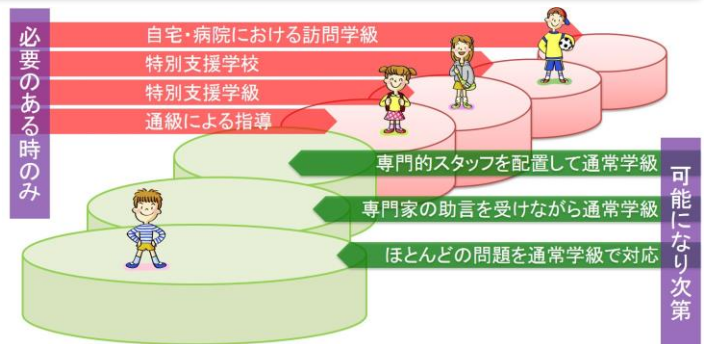 必要のある時のみ
自宅・病院における訪問学級
特別支援学校
特別支援学級
通級による指導
専門的スタッフを配置して通常学級
専門家の助言を受けながら通常学級
ほとんどの問題を通常学級で対応
可能になり次第